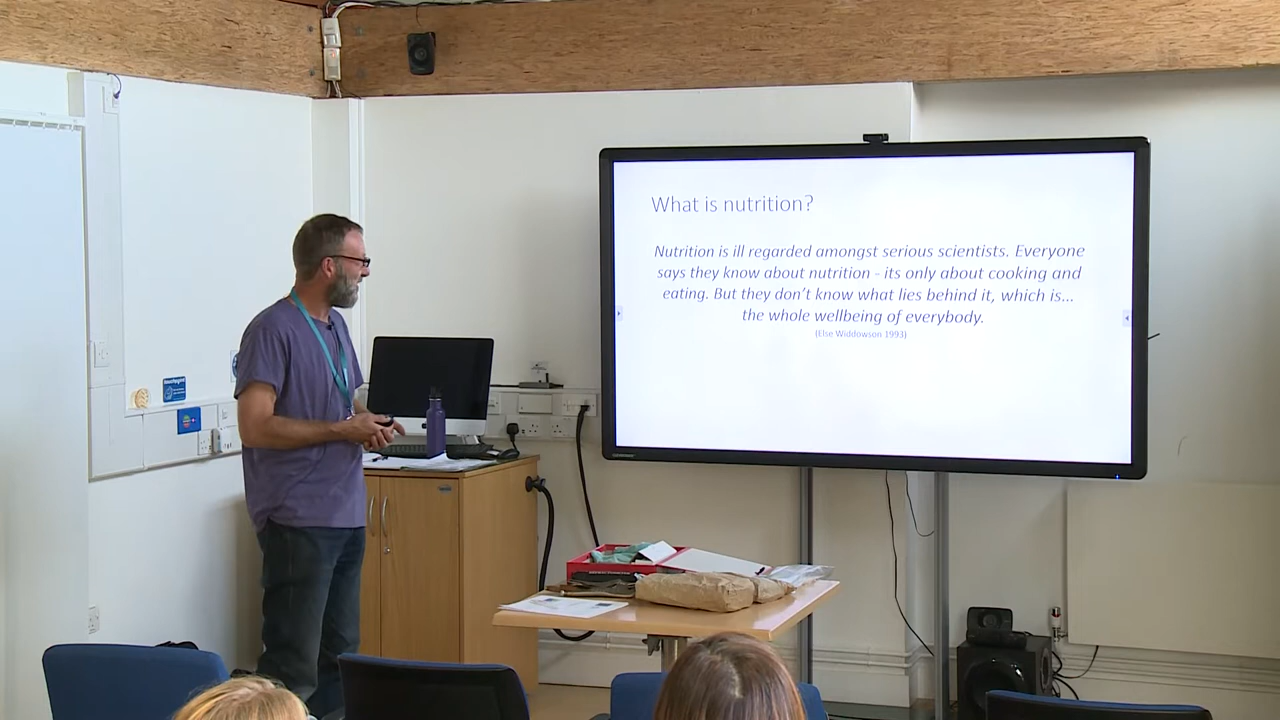 What is nutrition?
Nutrition is ill regarded amongst serious scientists. Everyone
says they know about nutrition - its only about cooking and
eating. But they don't know what lies behind it, which is...
the whole wellbeing of everybody.
(Else Widdowson 1993)